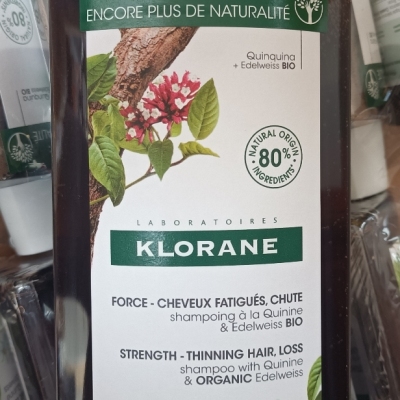 ENCORE PLUS DE NATURALITÉ
Quinquina
+ Edelweiss BIO
NATURAL ORIGIN
80%
INGREDIENTS*
LABORATOIRES
KLORANE
FORCE - CHEVEUX FATIGUÉS, CHUTE
shampoing à la Quinine
& Edelweiss BIO
STRENGTH - THINNING HAIR, LOSS
shampoo with Quinine
& ORGANIC Edelweiss